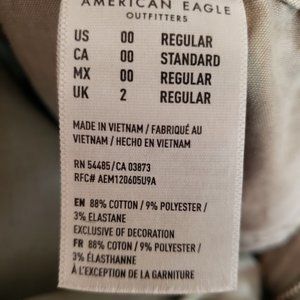 AMERICAN EAGLE
OUTFITTERS
US 00 REGULAR
CA 00 STANDARD
MX 00 REGULAR
UK 2 REGULAR
MADE IN VIETNAM / FABRIQUÉ AU
VIETNAM / HECHO EN VIETNAM
RN 54485/CA 03873
RFC# AEM120605U9A
EN 88% COTTON / 9% POLYESTER /
3% ELASTANE
EXCLUSIVE OF DECORATION
FR 88% COTON / 9% POLYESTER /
3% ÉLASTHANNE
À L'EXCEPTION DE LA GARNITURE